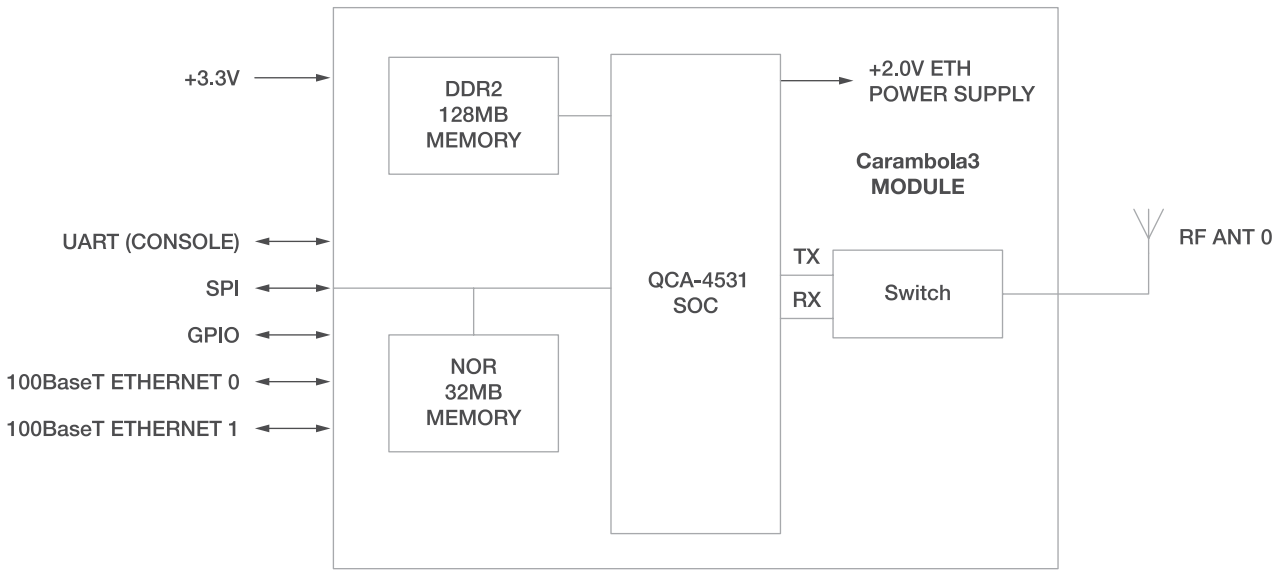 +3.3V
DDR2
128MB
MEMORY
+2.0V ETH
POWER SUPPLY
Carambola3
MODULE
UART (CONSOLE)
SPI
GPIO
100BaseT ETHERNET 0
100BaseT ETHERNET 1
NOR
32MB
MEMORY
QCA-4531
SOC
TX
RX
Switch
RF ANT 0